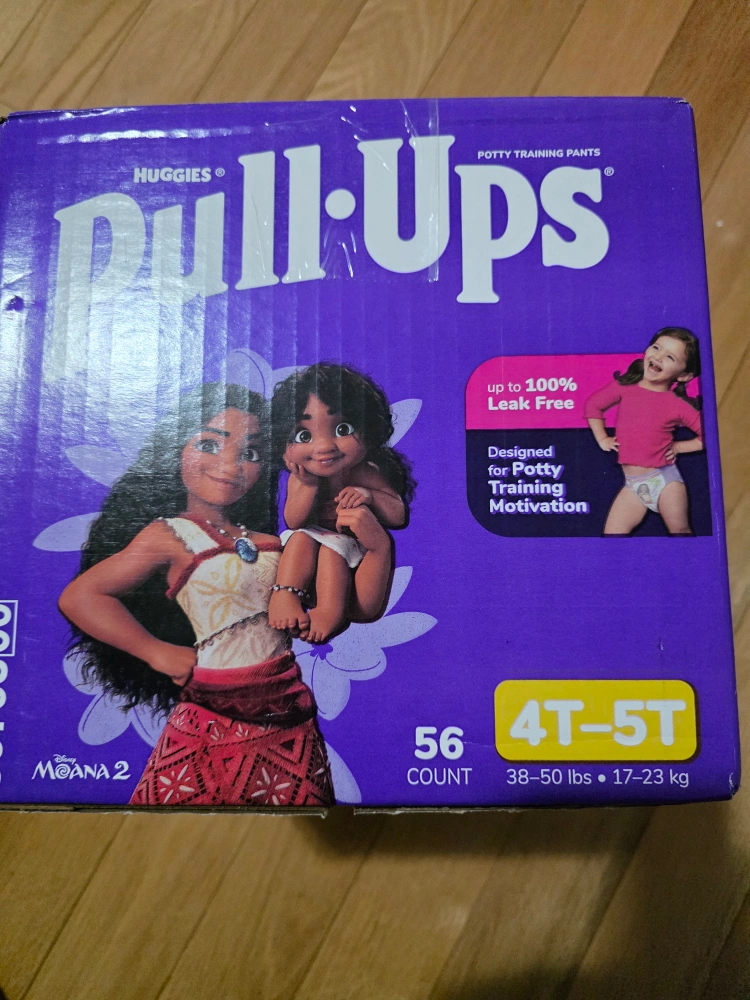 HUGGIES®
POTTY TRAINING PANTS
Pull·Ups®
up to 100%
Leak Free
Designed
for Potty
Training
Motivation
Disney
MOANA 2
56
COUNT
4T–5T
38–50 lbs • 17–23 kg